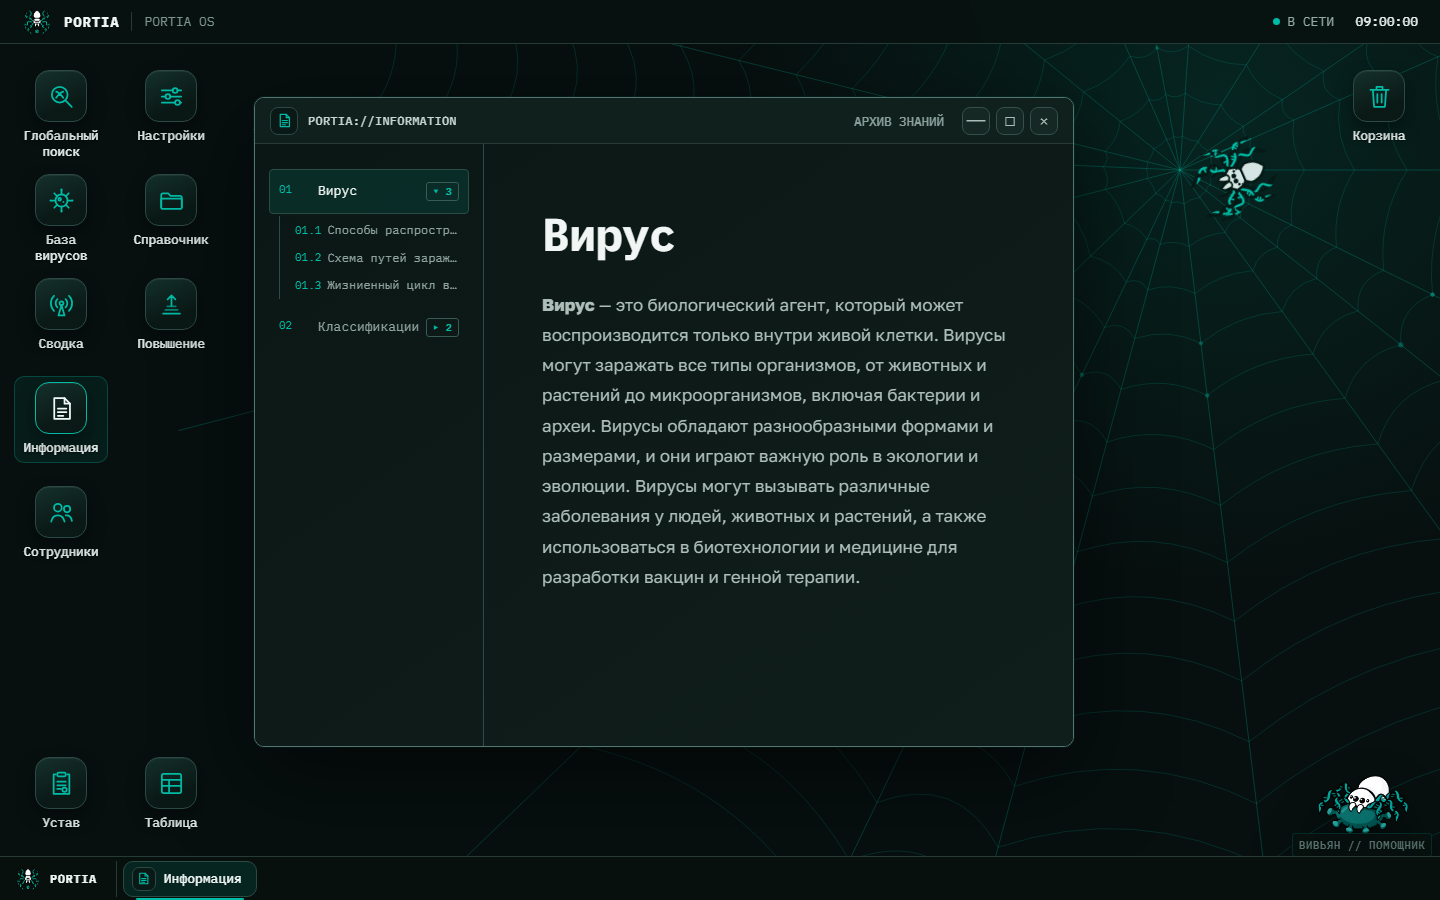 PORTIA
PORTIA OS
В СЕТИ
09:00:00
Глобальный
поиск
Настройки
База
вирусов
Справочник
Сводка
Повышение
Информация
Сотрудники
Устав
Таблица
Корзина
PORTIA://INFORMATION
АРХИВ ЗНАНИЙ
01 Вирус 3
01.1 Способы распростр…
01.2 Схема путей зараж…
01.3 Жизниенный цикл в…
02 Классификации 2
Вирус
Вирус — это биологический агент, который может
воспроизводится только внутри живой клетки. Вирусы
могут заражать все типы организмов, от животных и
растений до микроорганизмов, включая бактерии и
археи. Вирусы обладают разнообразными формами и
размерами, и они играют важную роль в экологии и
эволюции. Вирусы могут вызывать различные
заболевания у людей, животных и растений, а также
использоваться в биотехнологии и медицине для
разработки вакцин и генной терапии.
ВИВЬЯН // ПОМОЩНИК
PORTIA
Информация